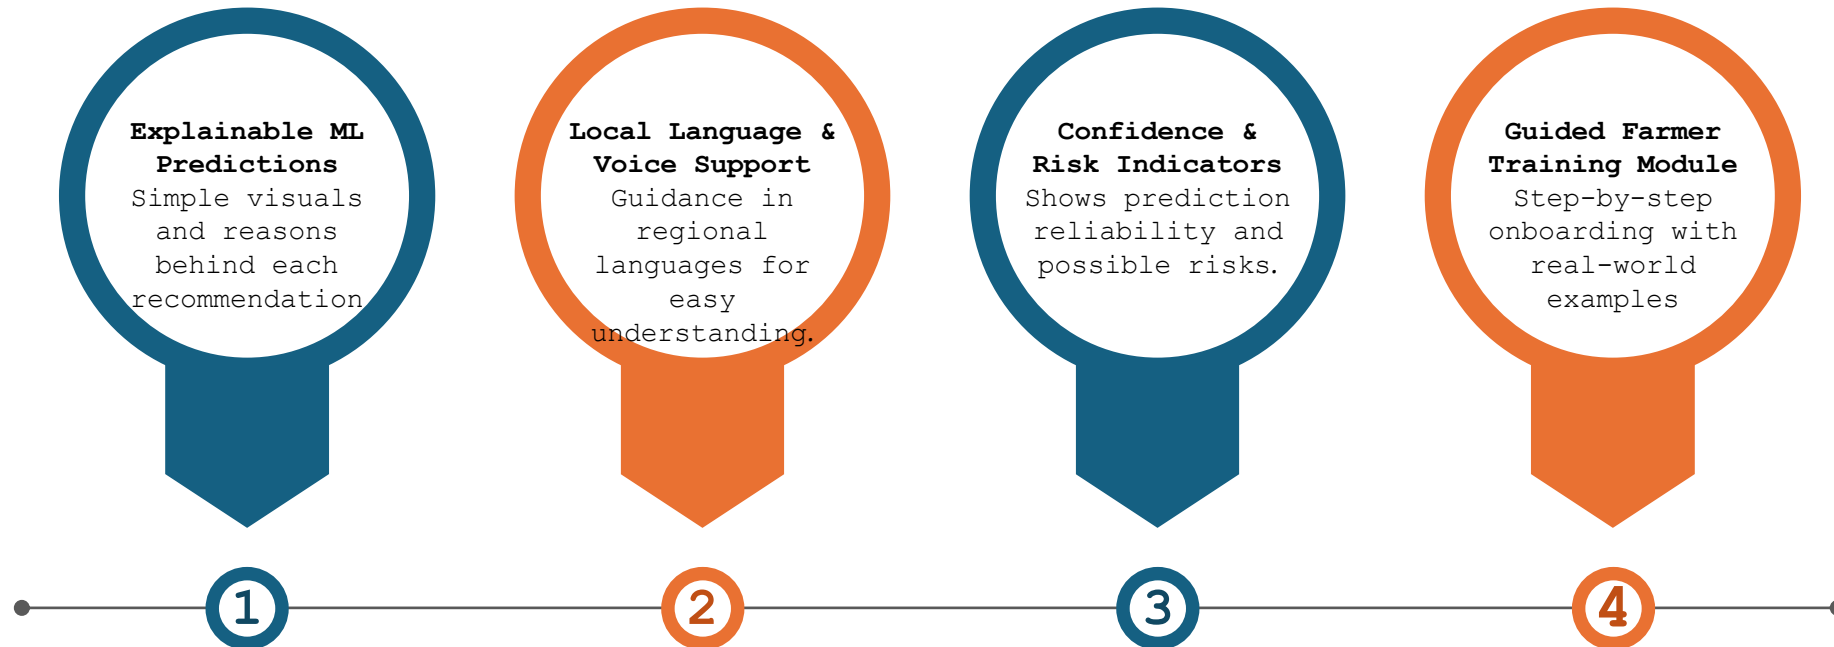 Explainable ML
Predictions
Simple visuals
and reasons
behind each
recommendation
Local Language &
Voice Support
Guidance in
regional
languages for
easy
understanding.
Confidence &
Risk Indicators
Shows prediction
reliability and
possible risks.
Guided Farmer
Training Module
Step-by-step
onboarding with
real-world
examples
1
2
3
4